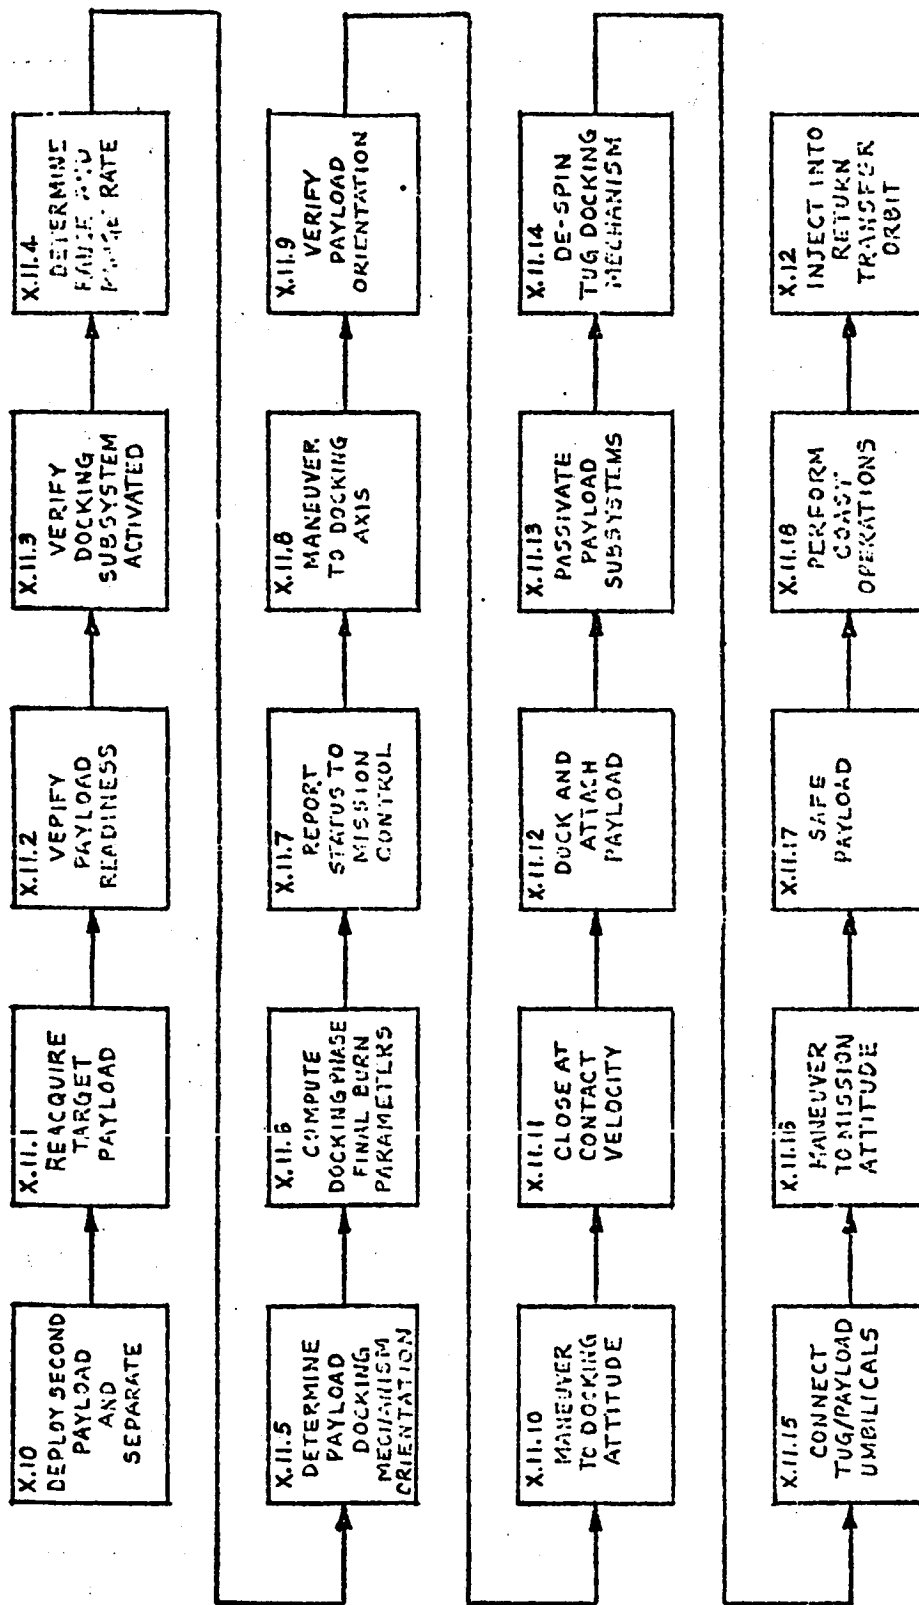 X.10
DEPLOY SECOND
PAYLOAD
AND
SEPARATE
X.11.1
REACQUIRE
TARGET
PAYLOAD
X.11.2
VERIFY
PAYLOAD
READINESS
X.11.3
VERIFY
DOCKING
SUBSYSTEM
ACTIVATED
X.11.4
DETERMINE
RANGE AND
RANGE RATE
X.11.5
DETERMINE
PAYLOAD
DOCKING
MECHANISM
ORIENTATION
X.11.6
COMPUTE
DOCKING PHASE
FINAL BURN
PARAMETERS
X.11.7
REPORT
STATUS TO
MISSION
CONTROL
X.11.8
MANEUVER
TO DOCKING
AXIS
X.11.9
VERIFY
PAYLOAD
ORIENTATION
X.11.10
MANEUVER
TO DOCKING
ATTITUDE
X.11.11
CLOSE AT
CONTACT
VELOCITY
X.11.12
DOCK AND
ATTACH
PAYLOAD
X.11.13
PASSIVATE
PAYLOAD
SUBSYSTEMS
X.11.14
DE-SPIN
TUG DOCKING
MECHANISM
X.11.15
CONNECT
TUG/PAYLOAD
UMBILICALS
X.11.16
MANEUVER
TO MISSION
ATTITUDE
X.11.17
SAFE
PAYLOAD
X.11.18
PERFORM
COAST
OPERATIONS
X.12
INJECT INTO
RETURN
TRANSFER
ORBIT